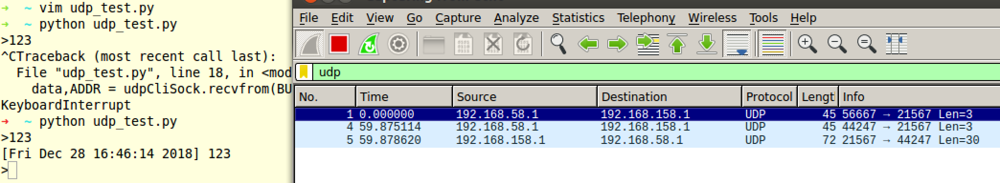 → ~ vim udp_test.py
→ ~ python udp_test.py
>123
^CTraceback (most recent call last):
File "udp_test.py", line 18, in <mod
data,ADDR = udpCliSock.recvfrom(BU
KeyboardInterrupt
→ ~ python udp_test.py
>123
[Fri Dec 28 16:46:14 2018] 123
>
File Edit View Go Capture Analyze Statistics Telephony Wireless Tools Help
udp
No. Time Source Destination Protocol Lengt Info
1 0.000000 192.168.58.1 192.168.158.1 UDP 45 56667 → 21567 Len=3
4 59.875114 192.168.58.1 192.168.158.1 UDP 45 44247 → 21567 Len=3
5 59.878620 192.168.158.1 192.168.58.1 UDP 72 21567 → 44247 Len=30